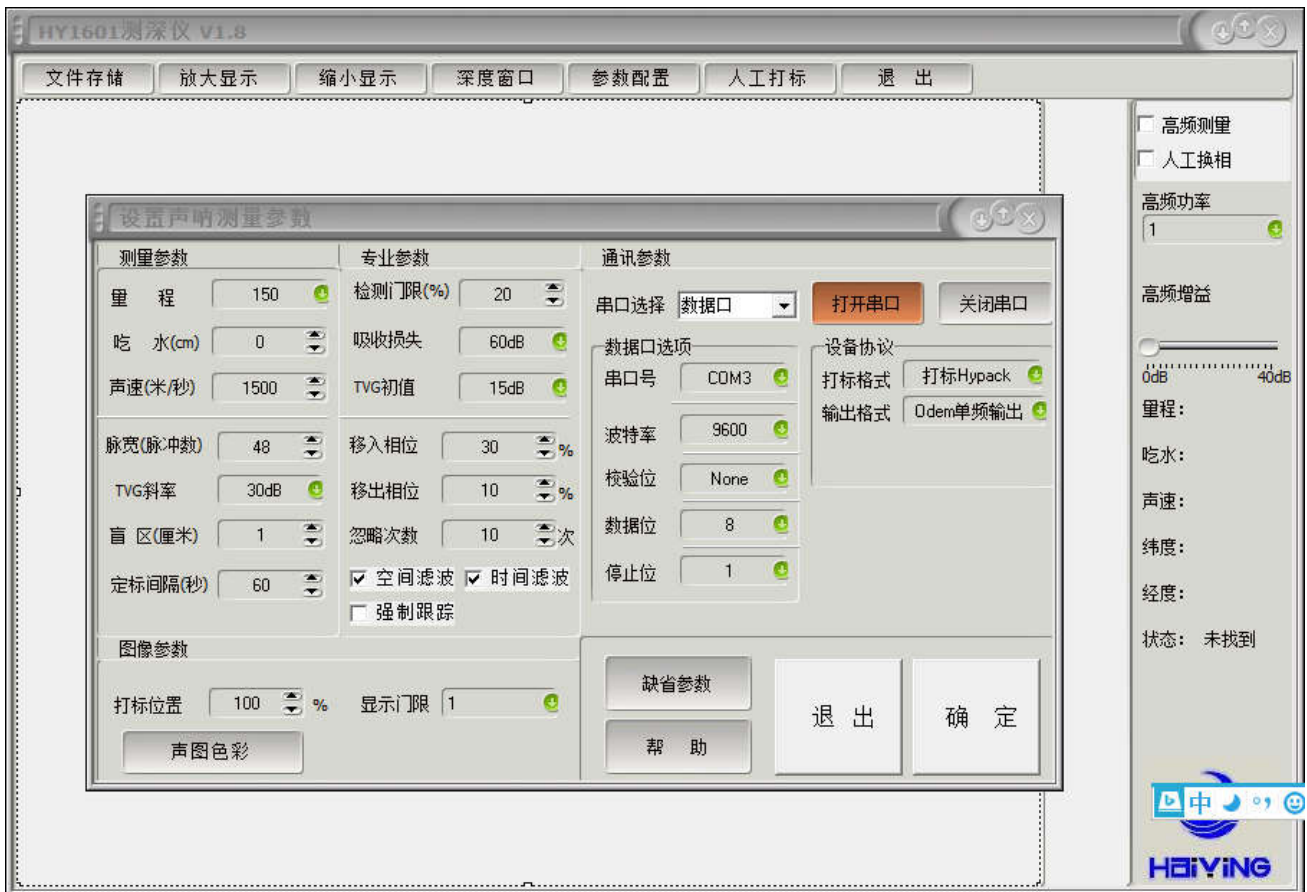 HY1601测深仪 V1.8
文件存储 放大显示 缩小显示 深度窗口 参数配置 人工打标 退 出
高频测量
人工换相
高频功率
1
高频增益
0dB 40dB
量程：
吃水：
声速：
纬度：
经度：
状态： 未找到
设置声呐测量参数
测量参数
量 程 150
吃 水(cm) 0
声速(米/秒) 1500
脉宽(脉冲数) 48
TVG斜率 30dB
盲 区(厘米) 1
定标间隔(秒) 60
专业参数
检测门限(%) 20
吸收损失 60dB
TVG初值 15dB
移入相位 30 %
移出相位 10 %
忽略次数 10 次
空间滤波 时间滤波
强制跟踪
通讯参数
串口选择 数据口 打开串口 关闭串口
数据口选项
串口号 COM3
波特率 9600
校验位 None
数据位 8
停止位 1
设备协议
打标格式 打标Hypack
输出格式 Odem单频输出
图像参数
打标位置 100 % 显示门限 1
声图色彩
缺省参数
帮 助
退 出
确 定
中
HAIYING